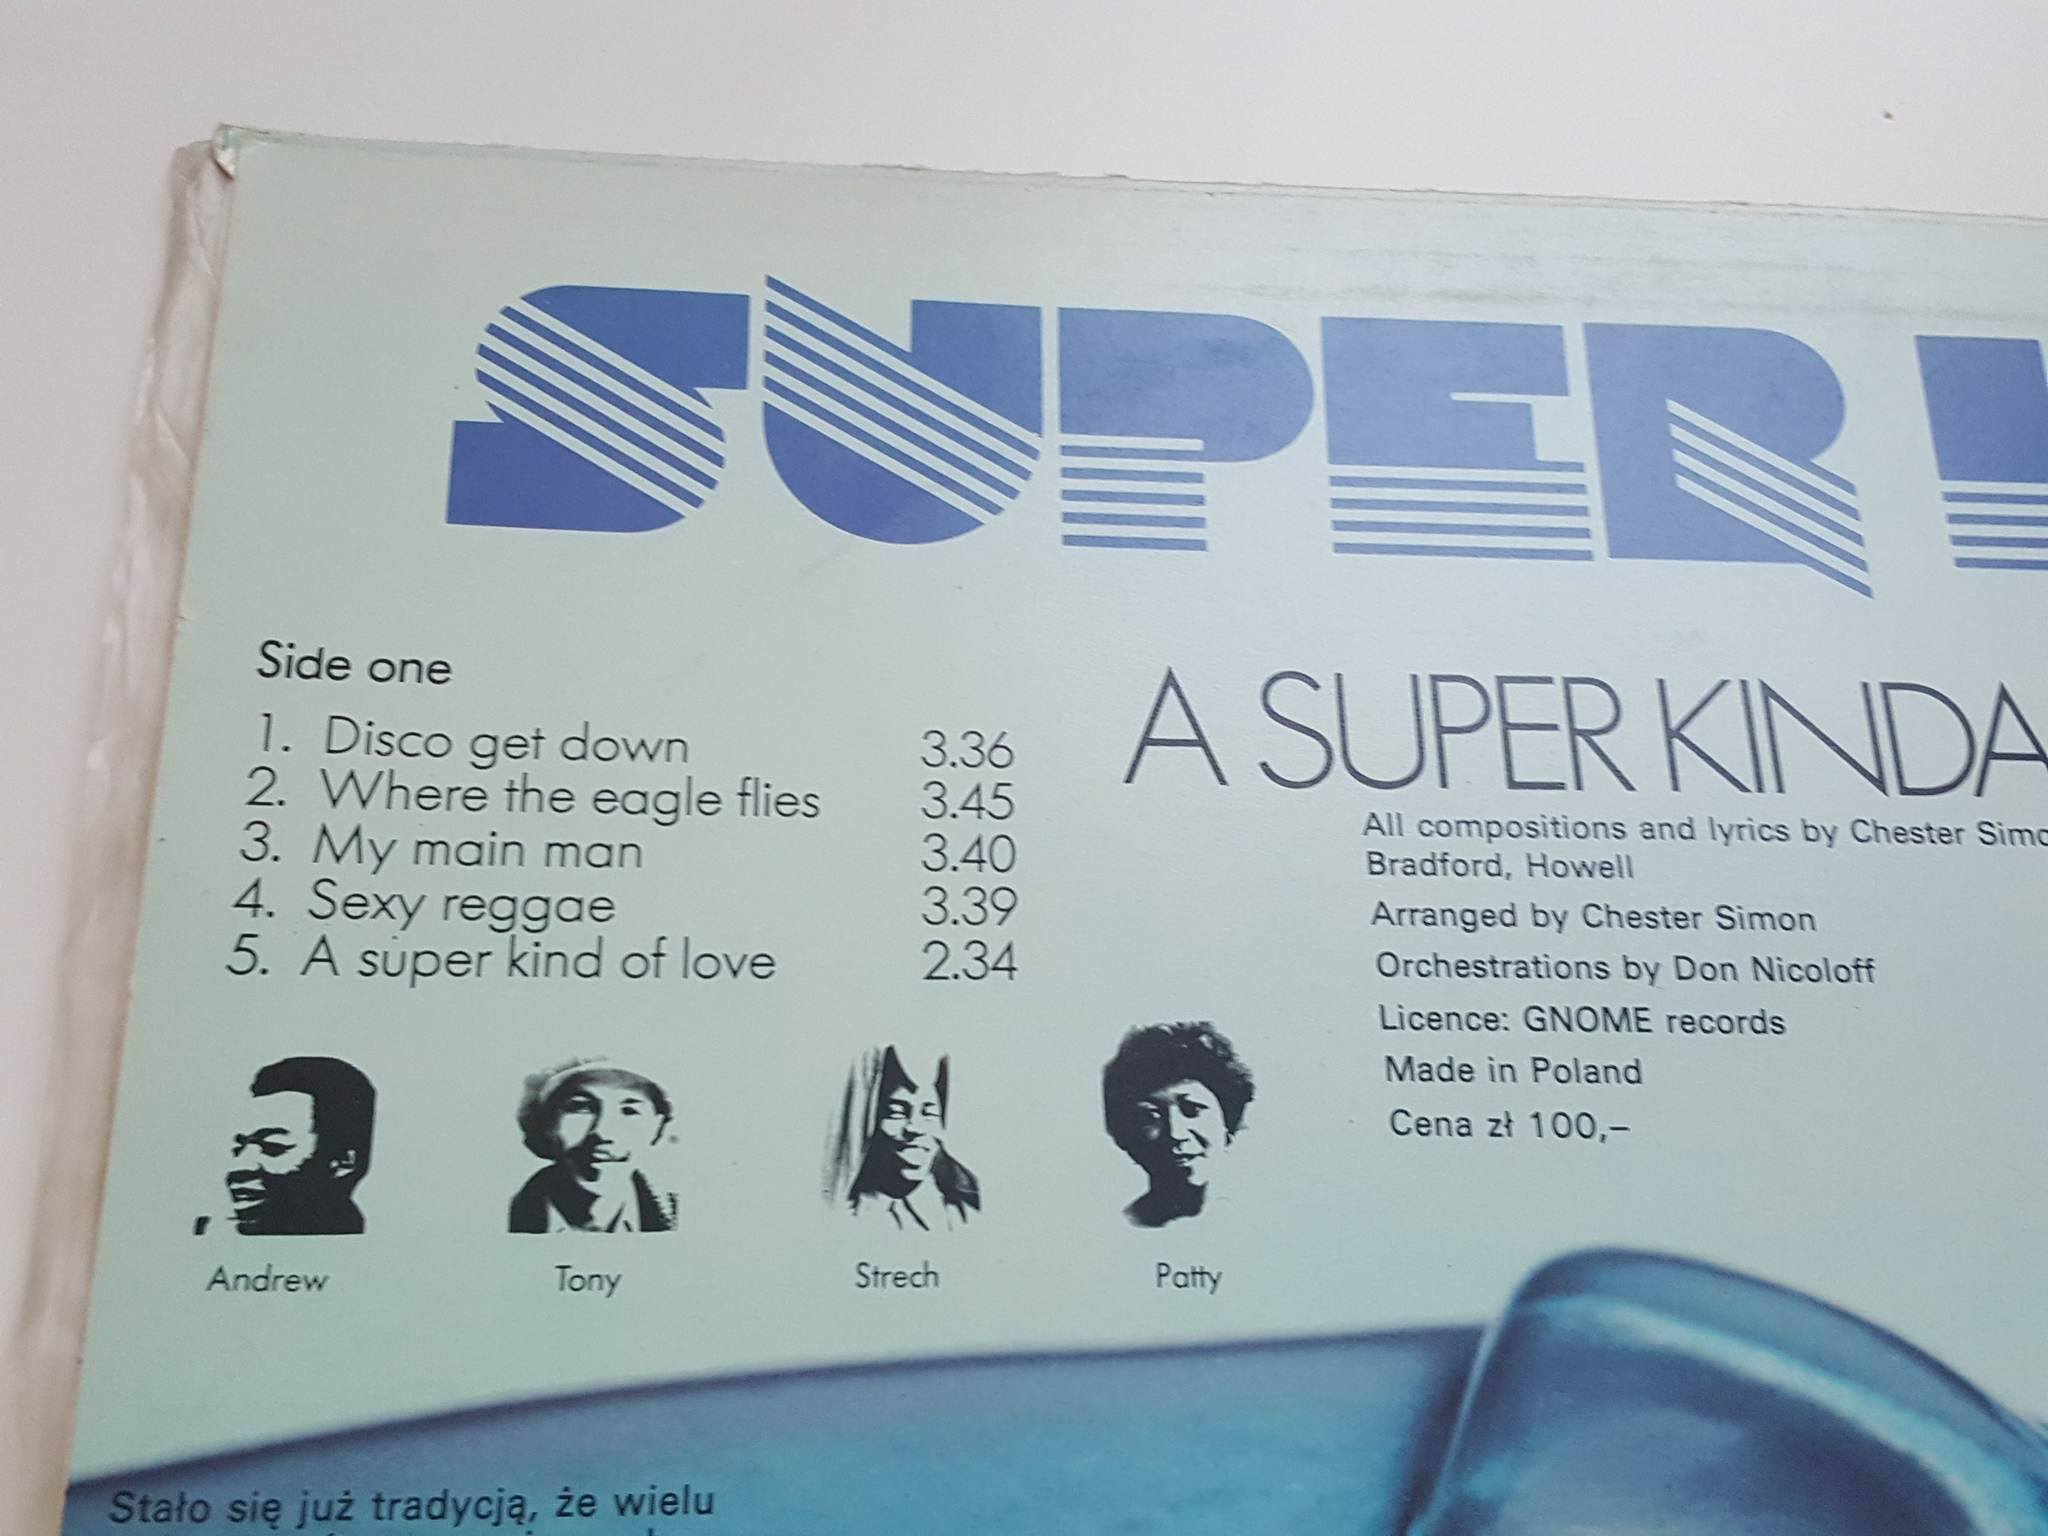 SUPER
Side one
1. Disco get down 3.36
2. Where the eagle flies 3.45
3. My main man 3.40
4. Sexy reggae 3.39
5. A super kind of love 2.34
A SUPER KINDA
All compositions and lyrics by Chester
Bradford, Howell
Arranged by Chester Simon
Orchestrations by Don Nicoloff
Licence: GNOME records
Made in Poland
Cena zł 100,–
Andrew
Tony
Strech
Patty
Stało się już tradycją, że wielu